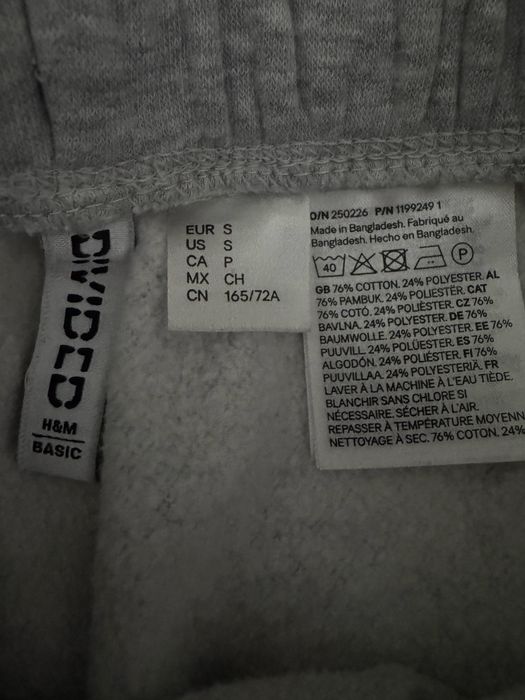 DIVIDED
H&M
BASIC
EUR S
US S
CA P
MX CH
CN 165/72A
O/N 250226 P/N 1199249 1
Made in Bangladesh. Fabriqué au
Bangladesh. Hecho en Bangladesh.
40
P
GB 76% COTTON. 24% POLYESTER. AL
76% PAMBUK. 24% POLIESTËR. CAT
76% COTÓ. 24% POLIÈSTER. CZ 76%
BAVLNA. 24% POLYESTER. DE 76%
BAUMWOLLE. 24% POLYESTER. EE 76%
PUUVILL. 24% POLÜESTER. ES 76%
ALGODÓN. 24% POLIÉSTER. FI 76%
PUUVILLAA. 24% POLYESTERIÄ. FR
LAVER À LA MACHINE À L'EAU TIÈDE.
BLANCHIR SANS CHLORE SI
NÉCESSAIRE. SÉCHER À L'AIR.
REPASSER À TEMPÉRATURE MOYENN
NETTOYAGE À SEC. 76% COTON. 24%